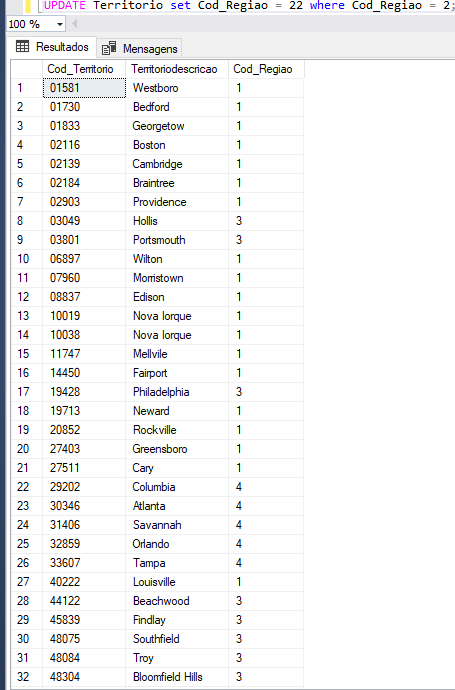 UPDATE Territorio set Cod_Regiao = 22 where Cod_Regiao = 2;
100 %
Resultados Mensagens
Cod_Territorio Territoriodescricao Cod_Regiao
1 01581 Westboro 1
2 01730 Bedford 1
3 01833 Georgetow 1
4 02116 Boston 1
5 02139 Cambridge 1
6 02184 Braintree 1
7 02903 Providence 1
8 03049 Hollis 3
9 03801 Portsmouth 3
10 06897 Wilton 1
11 07960 Morristown 1
12 08837 Edison 1
13 10019 Nova Iorque 1
14 10038 Nova Iorque 1
15 11747 Mellvile 1
16 14450 Fairport 1
17 19428 Philadelphia 3
18 19713 Neward 1
19 20852 Rockville 1
20 27403 Greensboro 1
21 27511 Cary 1
22 29202 Columbia 4
23 30346 Atlanta 4
24 31406 Savannah 4
25 32859 Orlando 4
26 33607 Tampa 4
27 40222 Louisville 1
28 44122 Beachwood 3
29 45839 Findlay 3
30 48075 Southfield 3
31 48084 Troy 3
32 48304 Bloomfield Hills 3